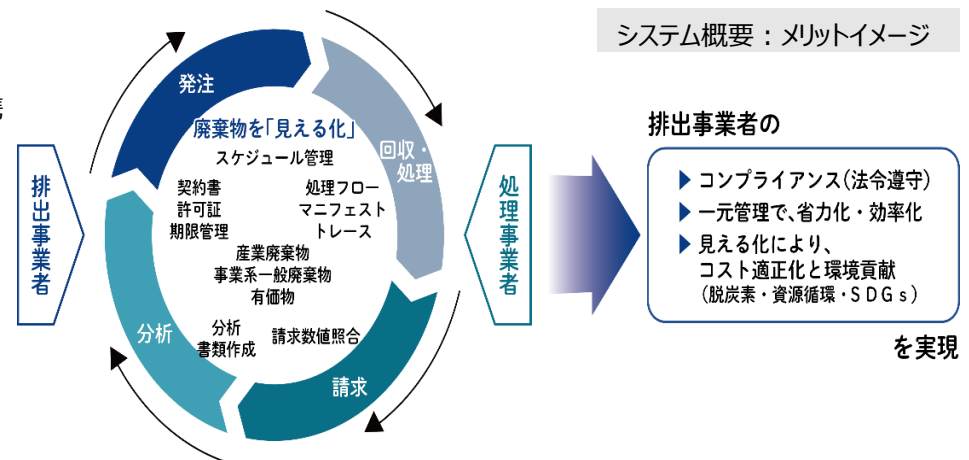 システム概要：メリットイメージ
発注
廃棄物を「見える化」
スケジュール管理
回収・
処理
契約書
許可証
期限管理
処理フロー
マニフェスト
トレース
産業廃棄物
事業系一般廃棄物
有価物
分析
書類作成
請求数値照合
分析
請求
排出事業者
処理事業者
排出事業者の
▶ コンプライアンス(法令遵守)
▶ 一元管理で、省力化・効率化
▶ 見える化により、
コスト適正化と環境貢献
(脱炭素・資源循環・SDGs)
を実現